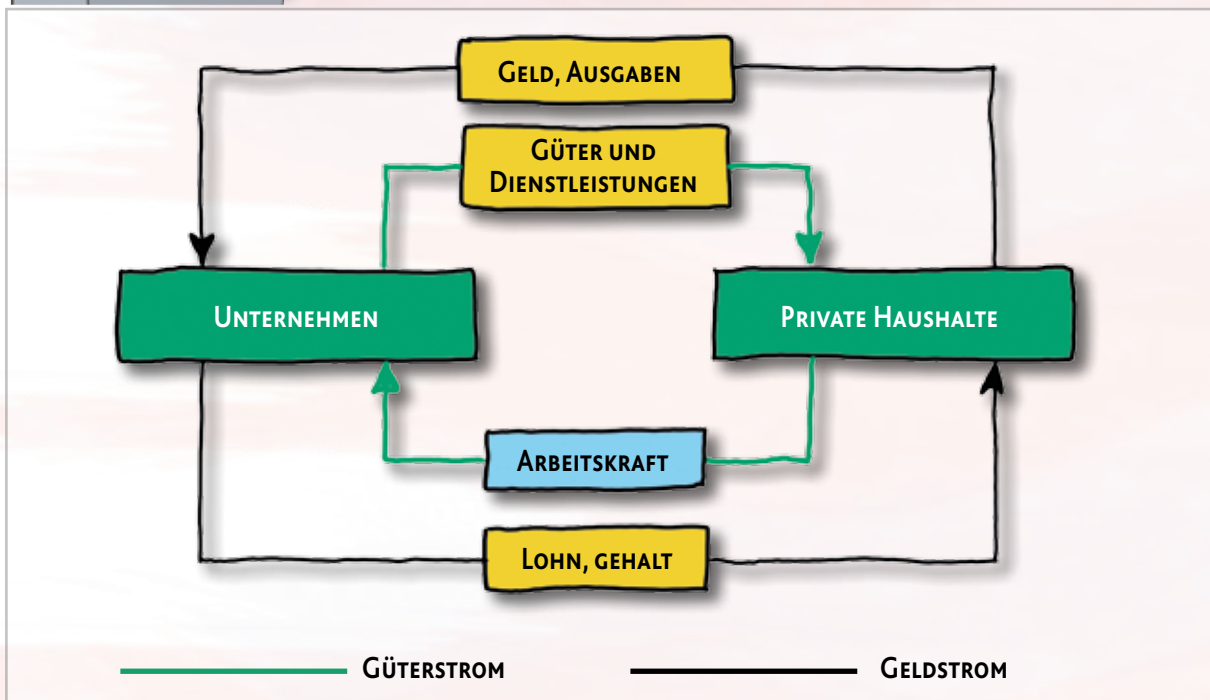 Geld, Ausgaben
Güter und
Dienstleistungen
Unternehmen
Private Haushalte
Arbeitskraft
Lohn, gehalt
Güterstrom
Geldstrom